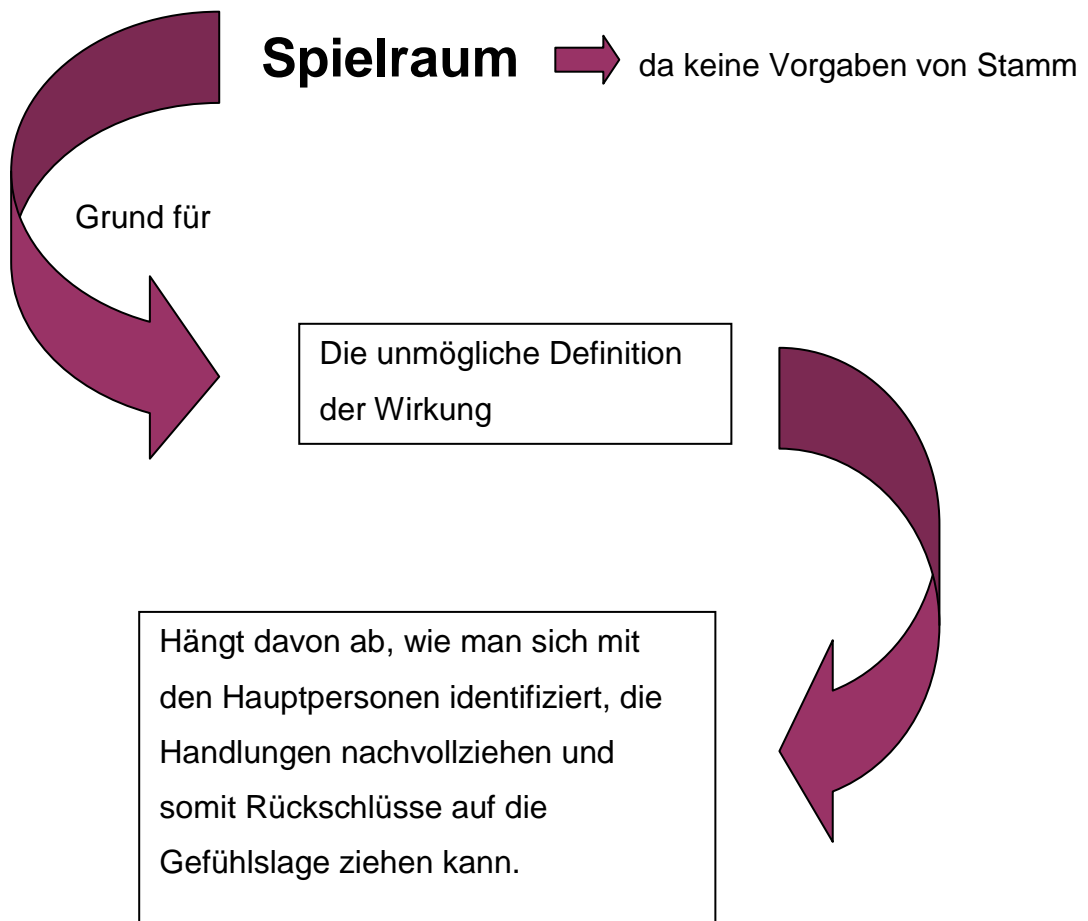 Spielraum da keine Vorgaben von Stamm
Grund für
Die unmögliche Definition
der Wirkung
Hängt davon ab, wie man sich mit
den Hauptpersonen identifiziert, die
Handlungen nachvollziehen und
somit Rückschlüsse auf die
Gefühlslage ziehen kann.